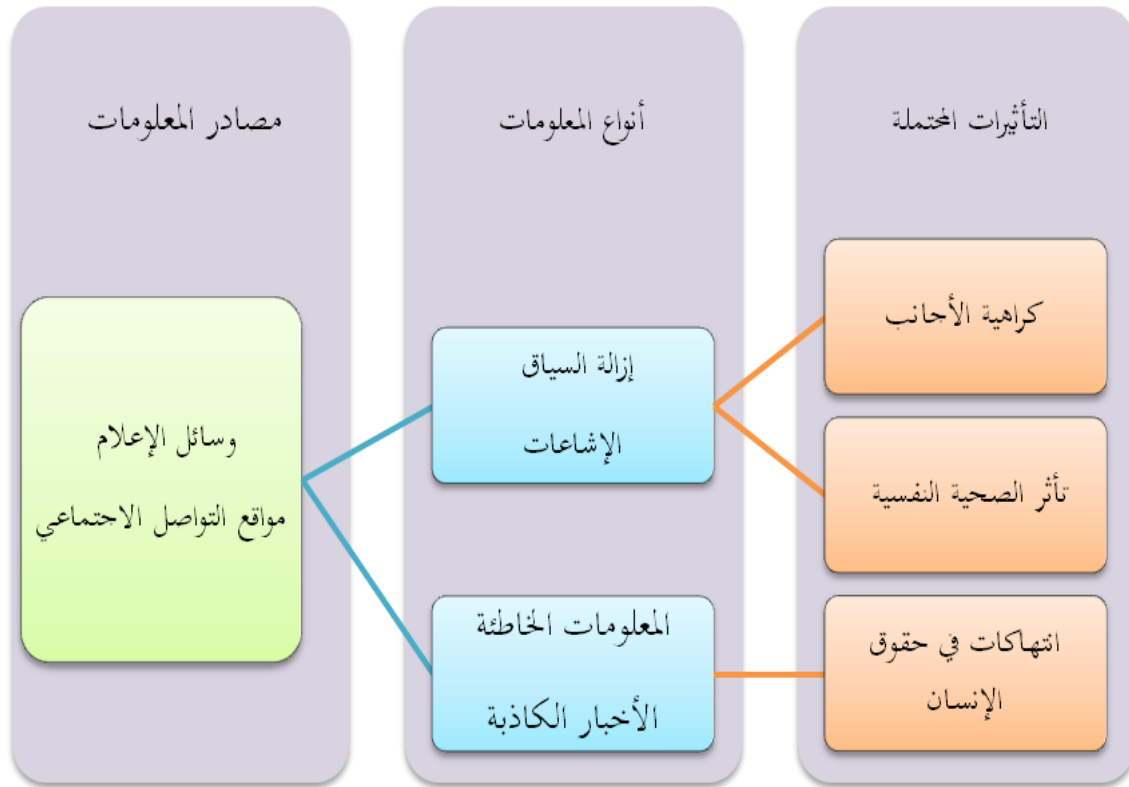 مصادر المعلومات
أنواع المعلومات
التأثيرات المحتملة
وسائل الإعلام
مواقع التواصل الاجتماعي
إزالة السياق
الإشاعات
المعلومات الخاطئة
الأخبار الكاذبة
كراهية الأجانب
تأثر الصحية النفسية
انتهاكات في حقوق
الإنسان